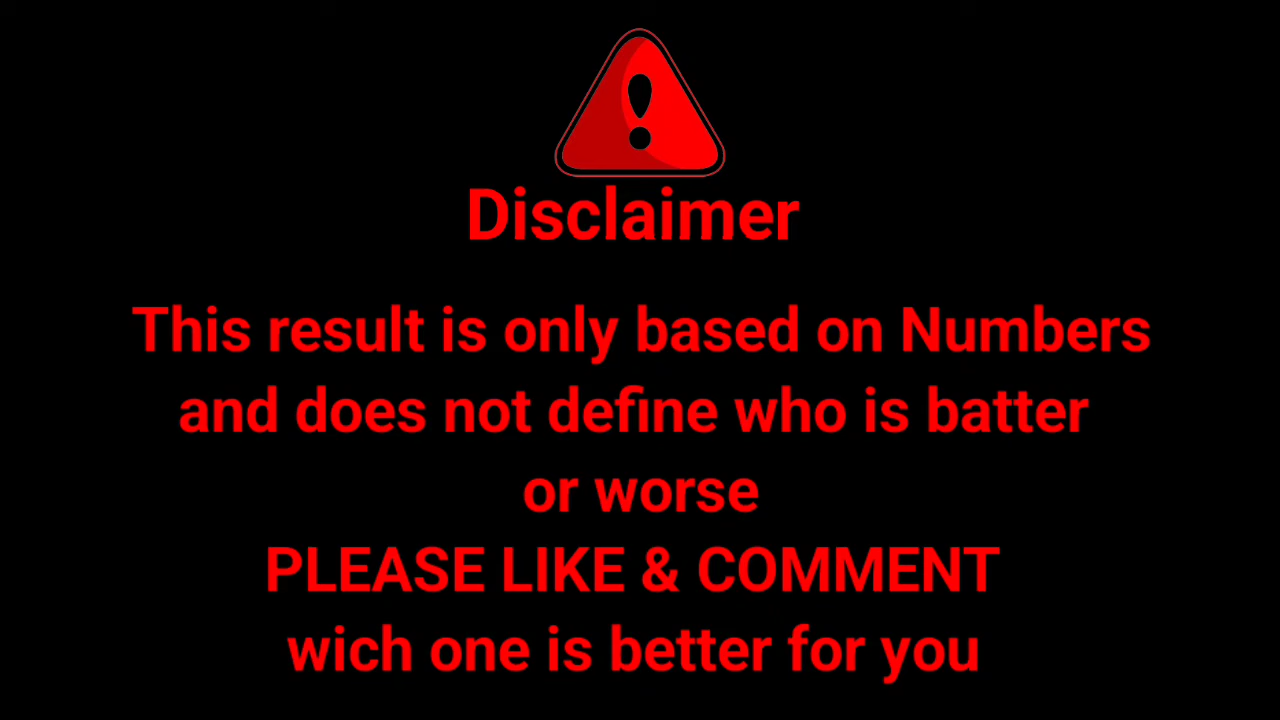 Disclaimer
This result is only based on Numbers
and does not define who is batter
or worse
PLEASE LIKE & COMMENT
wich one is better for you